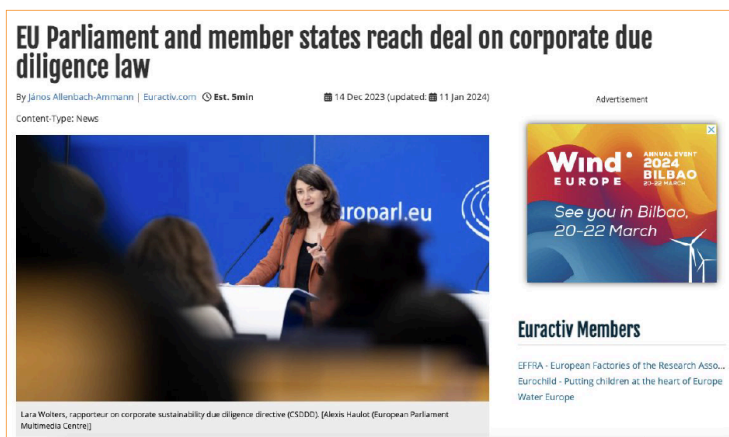 EU Parliament and member states reach deal on corporate due
diligence law
By János Allenbach-Ammann | Euractiv.com Est. 5min
14 Dec 2023 (updated: 11 Jan 2024)
Content-Type: News
europarl.eu
Lara Wolters, rapporteur on corporate sustainability due diligence directive (CSDDD). [Alexis Haulot (European Parliament
Multimedia Centre)]
Advertisement
Wind
EUROPE
ANNUAL EVENT
2024
BILBAO
20-22 MARCH
See you in Bilbao,
20-22 March
Euractiv Members
EFFRA - European Factories of the Research Asso...
Eurochild - Putting children at the heart of Europe
Water Europe